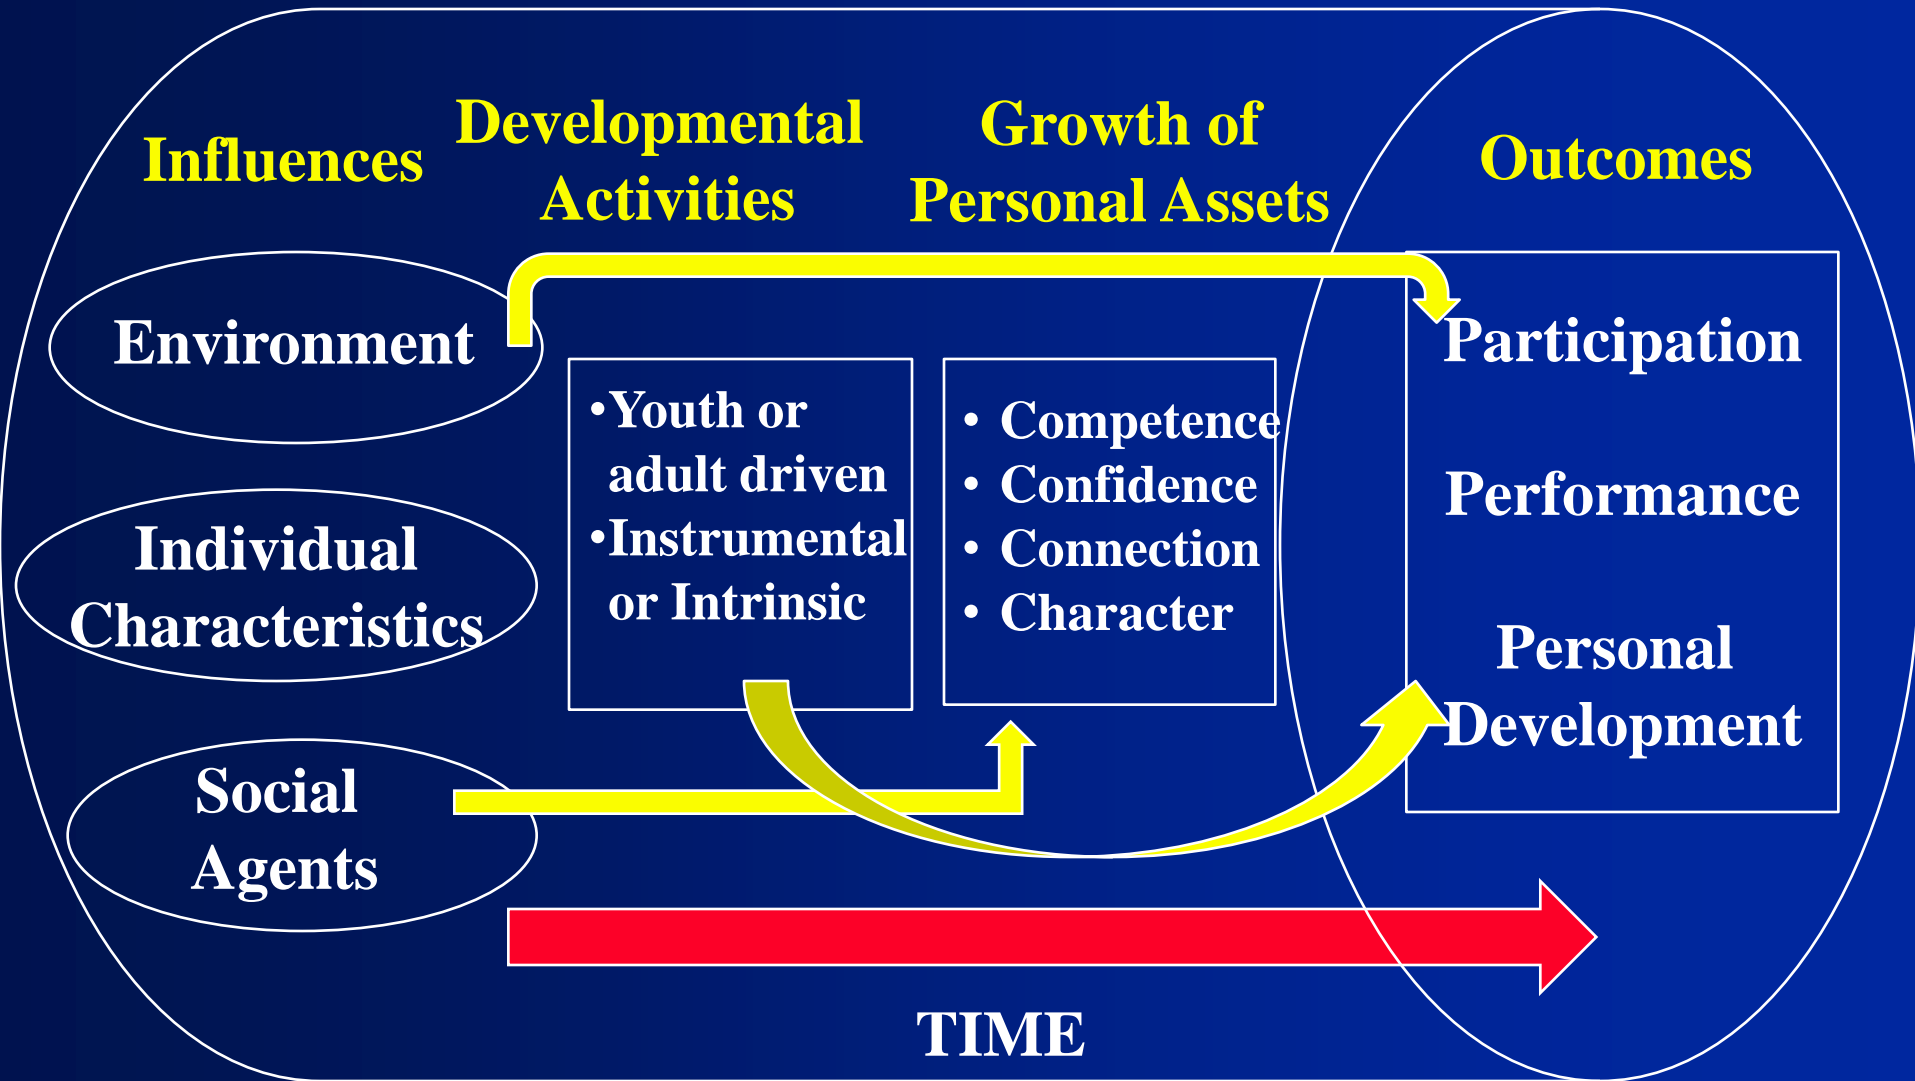 Influences
Developmental
Activities
Growth of
Personal Assets
Outcomes
Environment
Individual
Characteristics
Social
Agents
•Youth or
adult driven
•Instrumental
or Intrinsic
• Competence
• Confidence
• Connection
• Character
Participation
Performance
Personal
Development
TIME